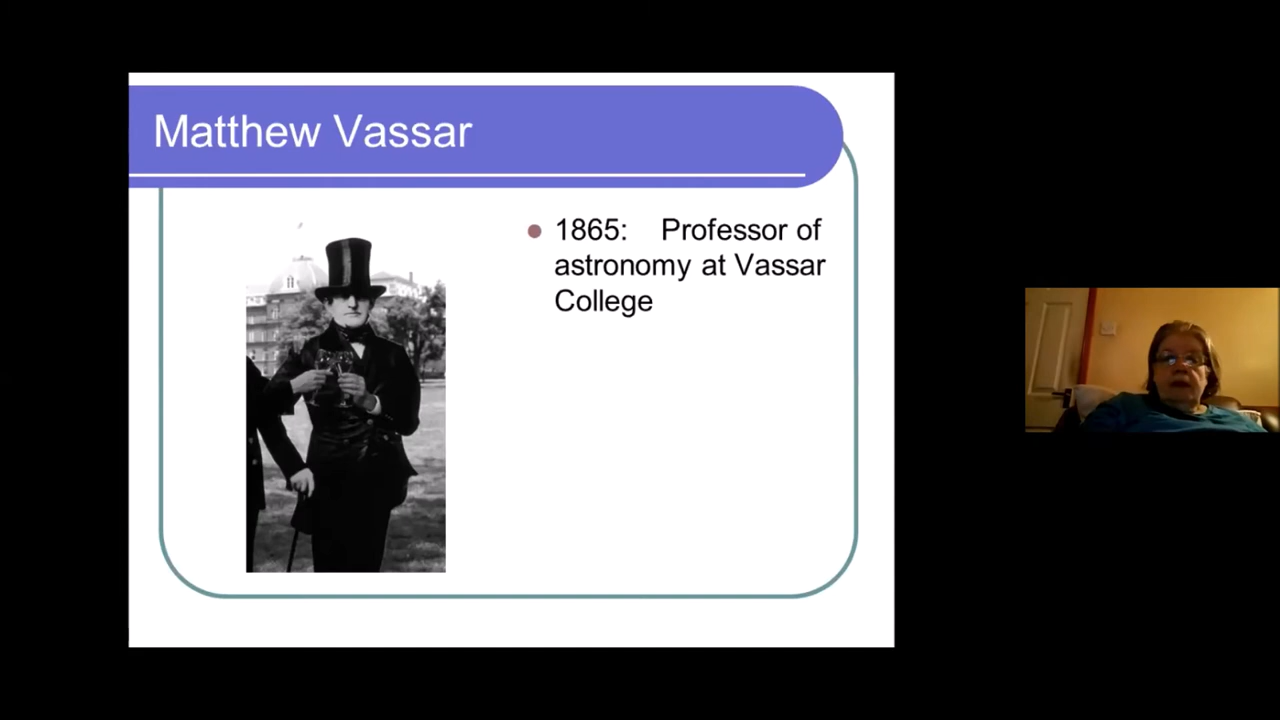 Matthew Vassar
1865: Professor of
astronomy at Vassar
College